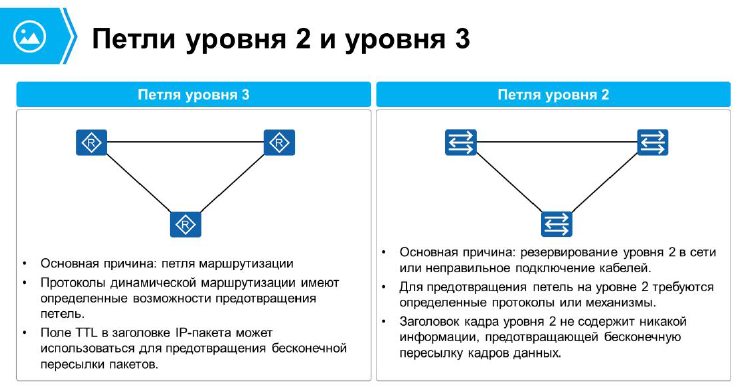 Петли уровня 2 и уровня 3
Петля уровня 3
R
R
R
• Основная причина: петля маршрутизации
• Протоколы динамической маршрутизации имеют
определенные возможности предотвращения
петель.
• Поле TTL в заголовке IP-пакета может
использоваться для предотвращения бесконечной
пересылки пакетов.
Петля уровня 2
• Основная причина: резервирование уровня 2 в сети
или неправильное подключение кабелей.
• Для предотвращения петель на уровне 2 требуются
определенные протоколы или механизмы.
• Заголовок кадра уровня 2 не содержит никакой
информации, предотвращающей бесконечную
пересылку кадров данных.